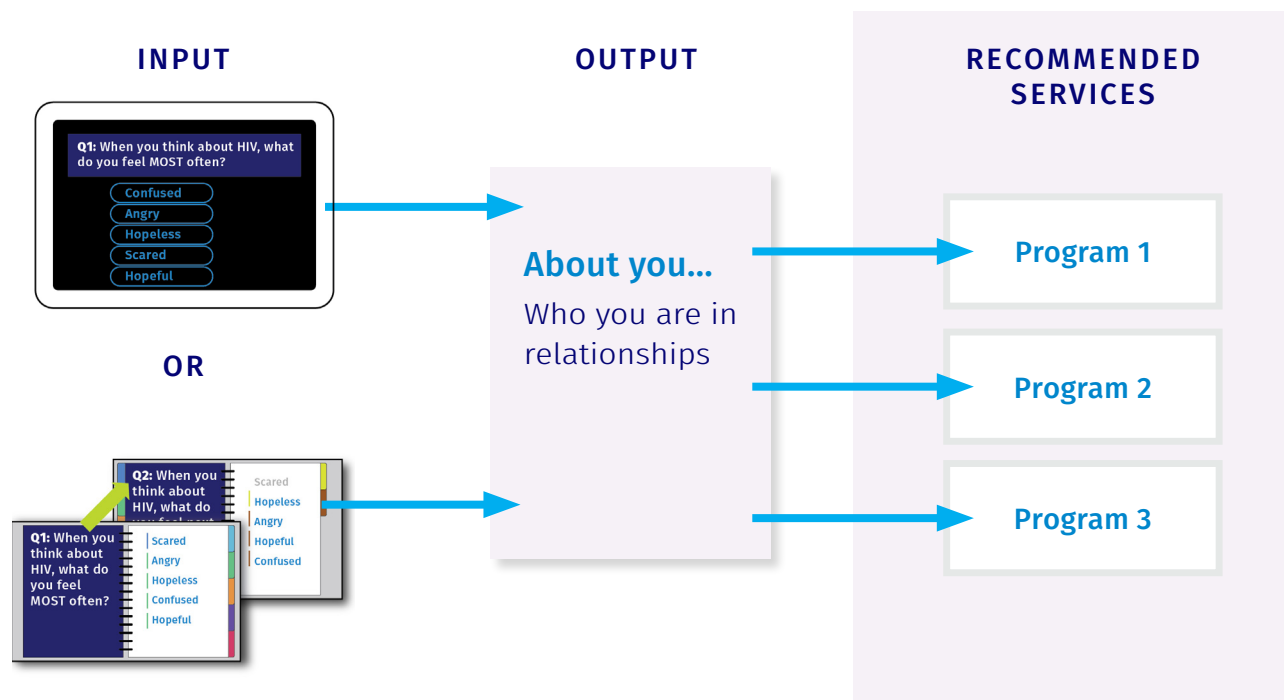 INPUT
Q1: When you think about HIV, what
do you feel MOST often?
Confused
Angry
Hopeless
Scared
Hopeful
OR
Q2: When you
think about
HIV, what do
you feel next
Scared
Hopeless
Angry
Hopeful
Confused
Q1: When you
think about
HIV, what do
you feel
MOST often?
Scared
Angry
Hopeless
Confused
Hopeful
OUTPUT
About you...
Who you are in
relationships
RECOMMENDED
SERVICES
Program 1
Program 2
Program 3